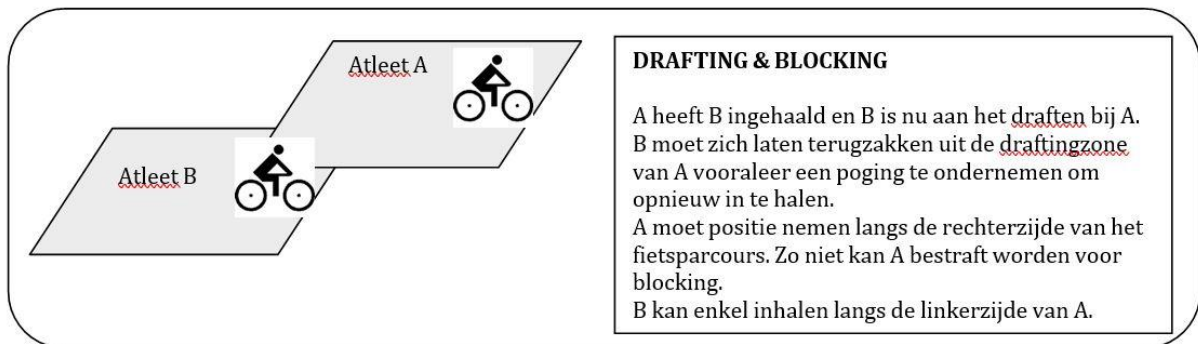 Atleet A
Atleet B
DRAFTING & BLOCKING
A heeft B ingehaald en B is nu aan het draften bij A.
B moet zich laten terugzakken uit de draftingzone
van A vooraleer een poging te ondernemen om
opnieuw in te halen.
A moet positie nemen langs de rechterzijde van het
fietsparcours. Zo niet kan A bestraft worden voor
blocking.
B kan enkel inhalen langs de linkerzijde van A.